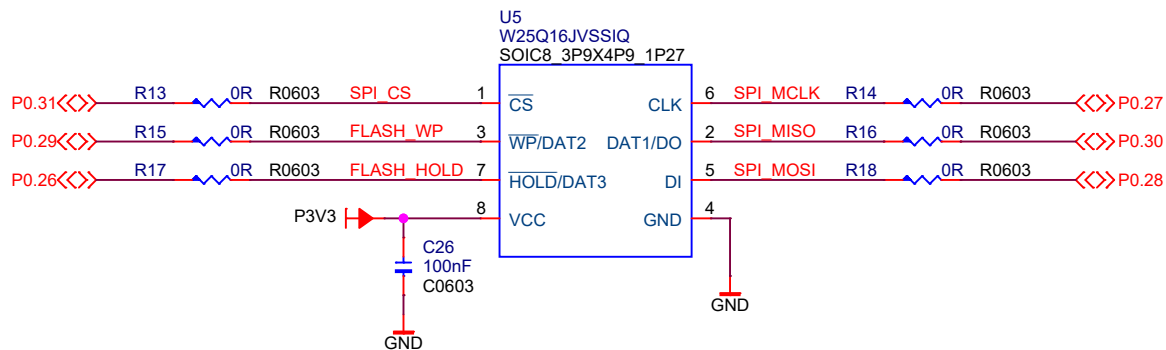 U5
W25Q16JVSSIQ
SOIC8_3P9X4P9_1P27
P0.31 R13 0R R0603 SPI_CS 1 CS CLK 6 SPI_MCLK R14 0R R0603 P0.27
P0.29 R15 0R R0603 FLASH_WP 3 WP/DAT2 DAT1/DO 2 SPI_MISO R16 0R R0603 P0.30
P0.26 R17 0R R0603 FLASH_HOLD 7 HOLD/DAT3 DI 5 SPI_MOSI R18 0R R0603 P0.28
P3V3 8 VCC GND 4
C26
100nF
C0603
GND
GND